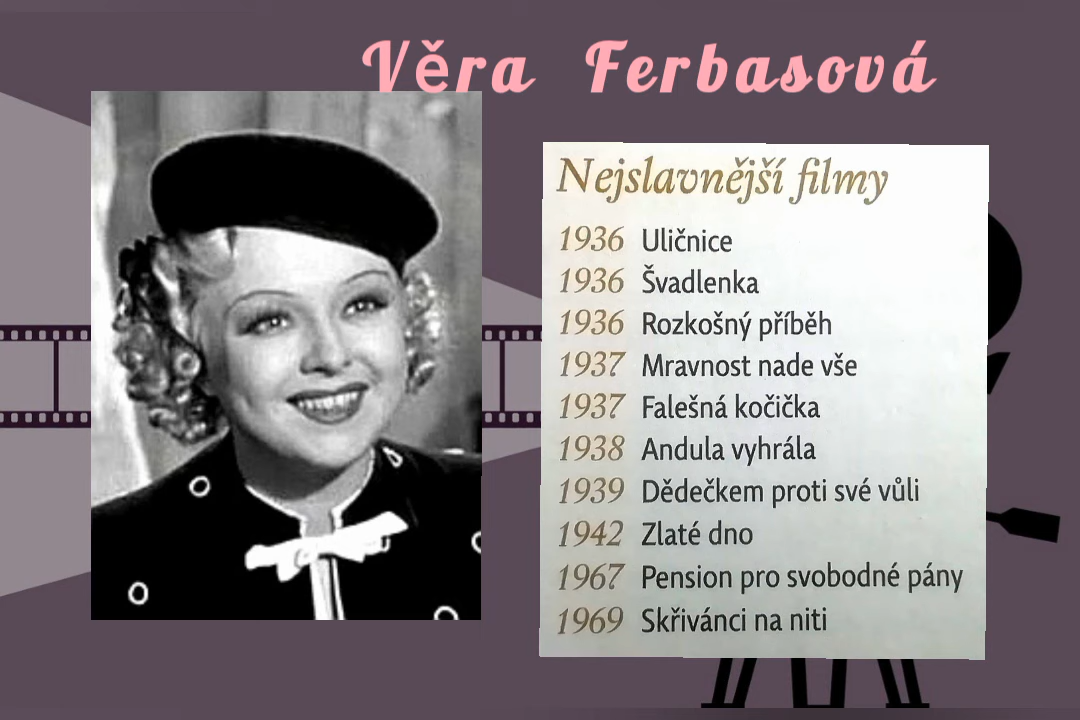 Věra Ferbasová
Nejslavnější filmy
1936 Uličnice
1936 Švadlenka
1936 Rozkošný příběh
1937 Mravnost nade vše
1937 Falešná kočička
1938 Andula vyhrála
1939 Dědečkem proti své vůli
1942 Zlaté dno
1967 Pension pro svobodné pány
1969 Skřivánci na niti